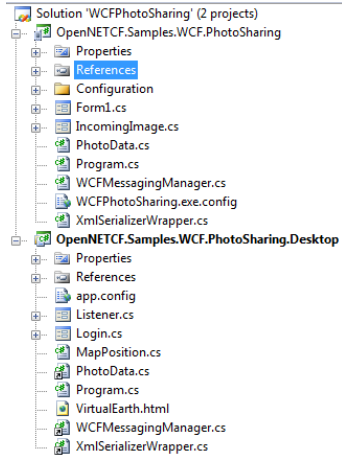 Solution 'WCFPhotoSharing' (2 projects)
OpenNETCF.Samples.WCF.PhotoSharing
Properties
References
Configuration
Form1.cs
IncomingImage.cs
PhotoData.cs
Program.cs
WCFMessagingManager.cs
WCFPhotoSharing.exe.config
XmlSerializerWrapper.cs
OpenNETCF.Samples.WCF.PhotoSharing.Desktop
Properties
References
app.config
Listener.cs
Login.cs
MapPosition.cs
PhotoData.cs
Program.cs
VirtualEarth.html
WCFMessagingManager.cs
XmlSerializerWrapper.cs